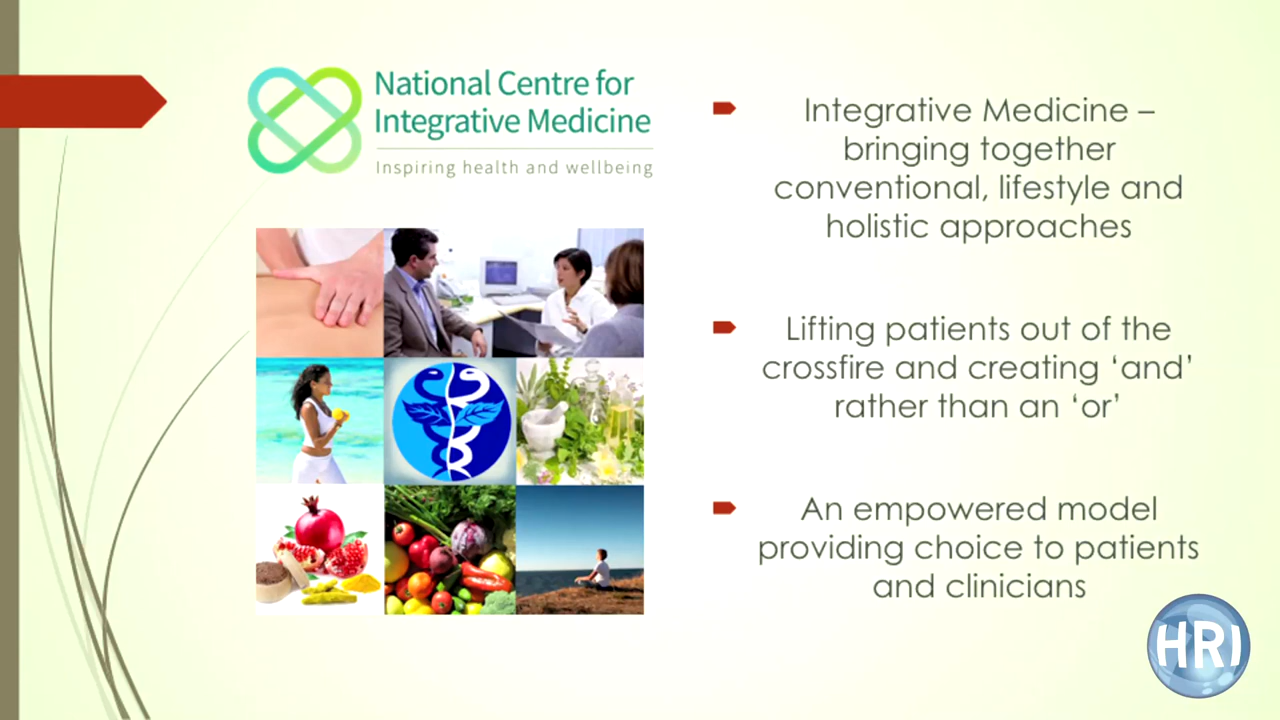 National Centre for
Integrative Medicine
Inspiring health and wellbeing
Integrative Medicine –
bringing together
conventional, lifestyle and
holistic approaches
Lifting patients out of the
crossfire and creating ‘and’
rather than an ‘or’
An empowered model
providing choice to patients
and clinicians
HRI